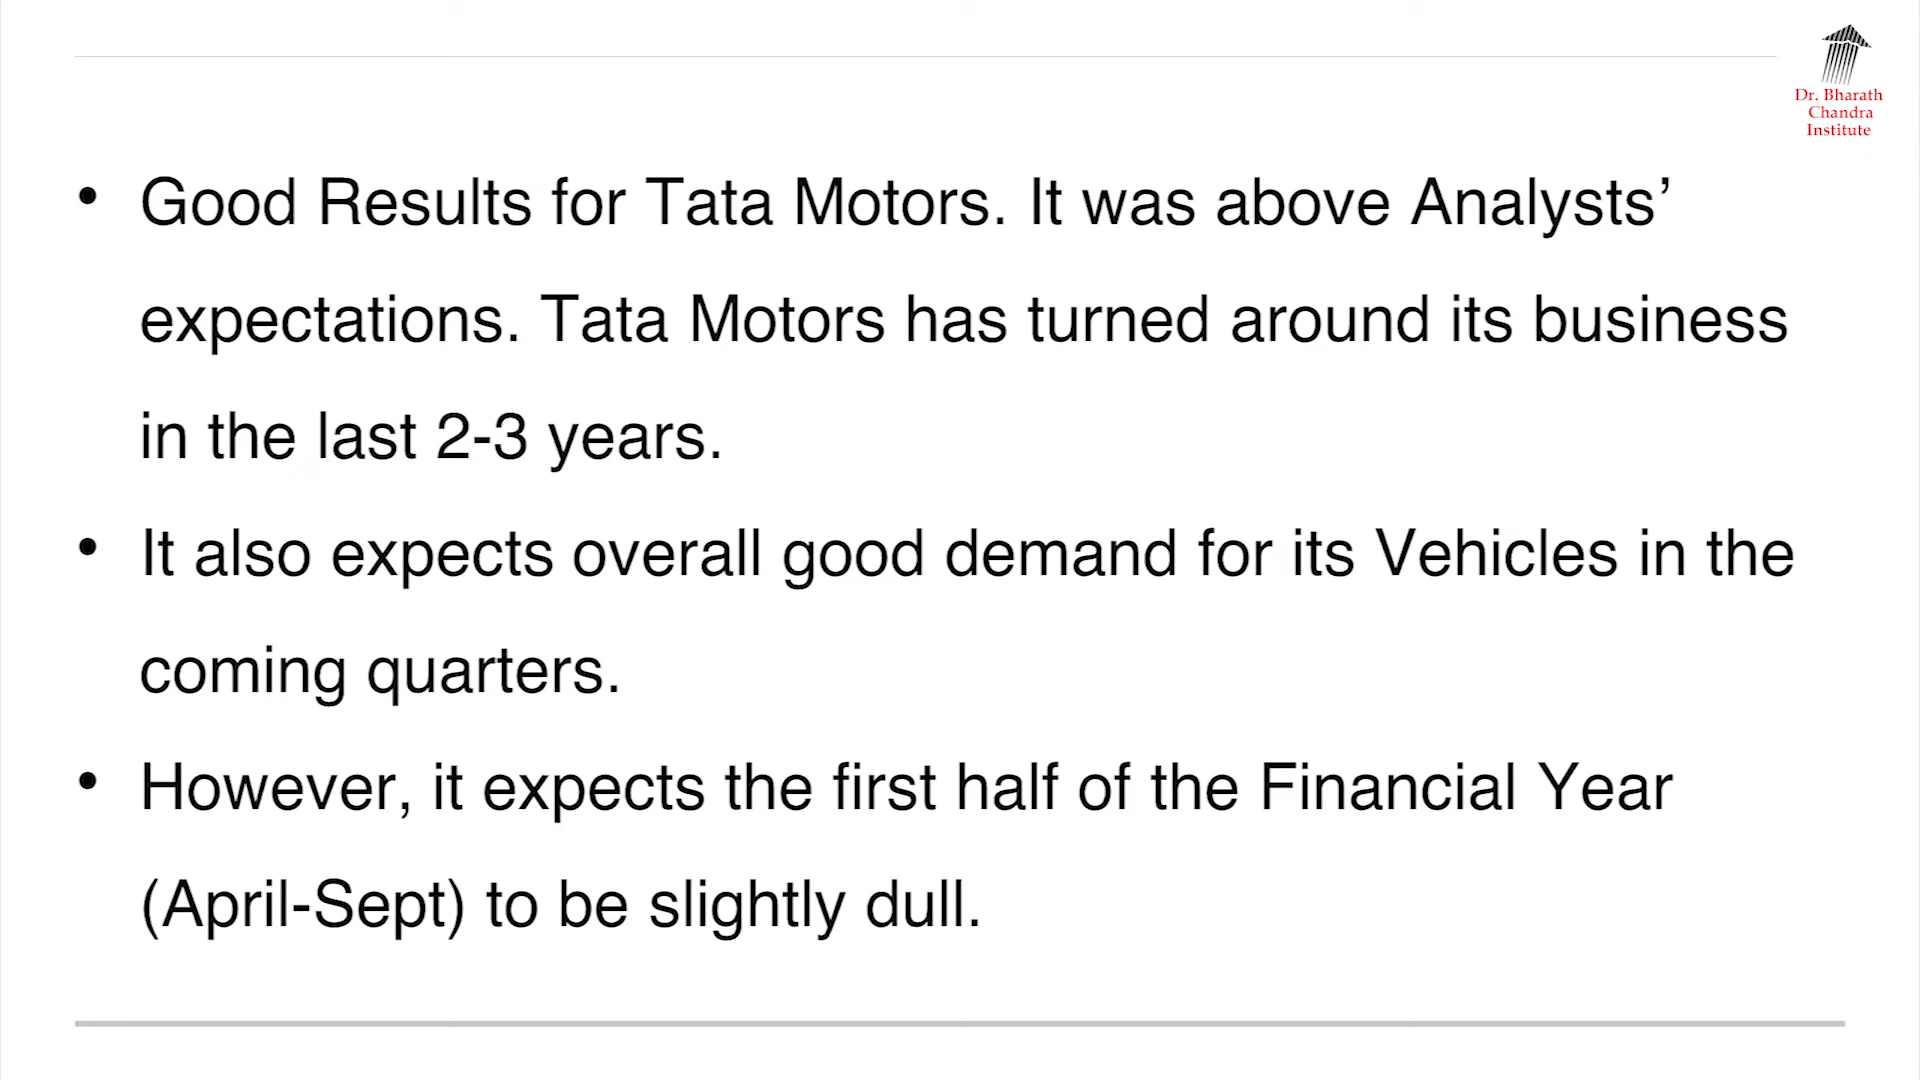 Dr. Bharath
Chandra
Institute
• Good Results for Tata Motors. It was above Analysts’
expectations. Tata Motors has turned around its business
in the last 2-3 years.
• It also expects overall good demand for its Vehicles in the
coming quarters.
• However, it expects the first half of the Financial Year
(April-Sept) to be slightly dull.